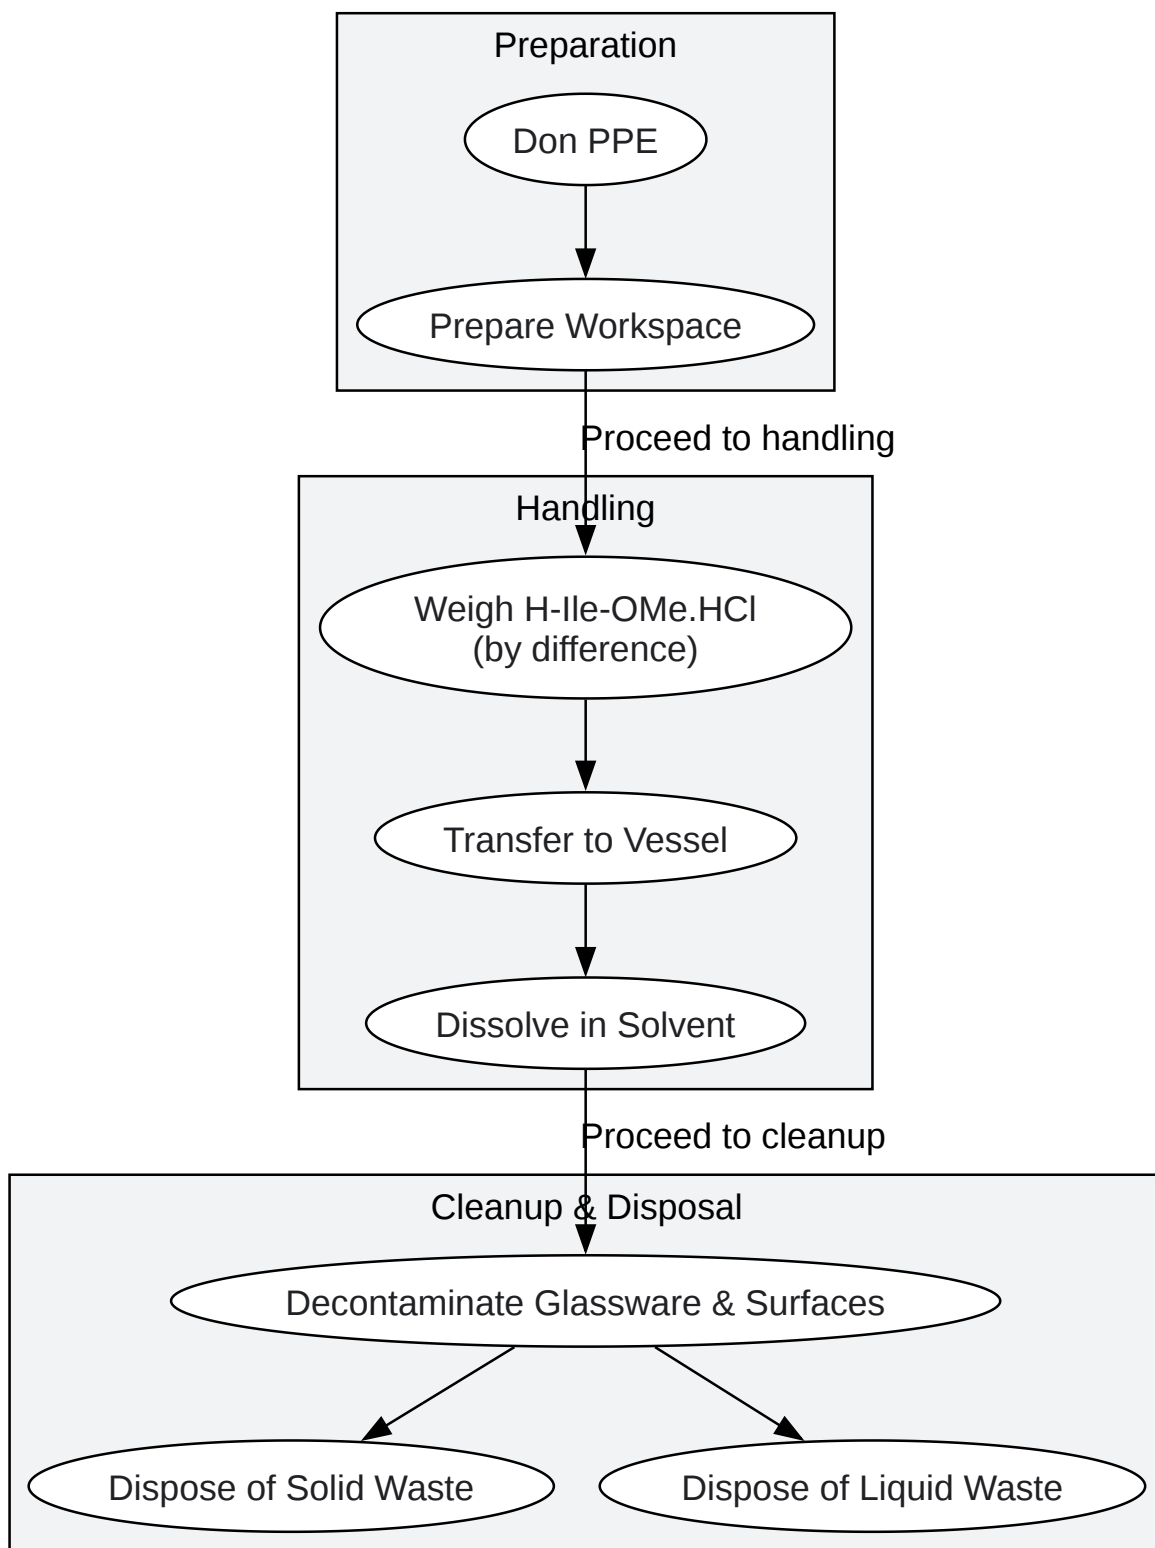 Preparation
Don PPE
Prepare Workspace
Proceed to handling
Handling
Weigh H-Ile-OMe.HCl
(by difference)
Transfer to Vessel
Dissolve in Solvent
Proceed to cleanup
Cleanup & Disposal
Decontaminate Glassware & Surfaces
Dispose of Solid Waste
Dispose of Liquid Waste